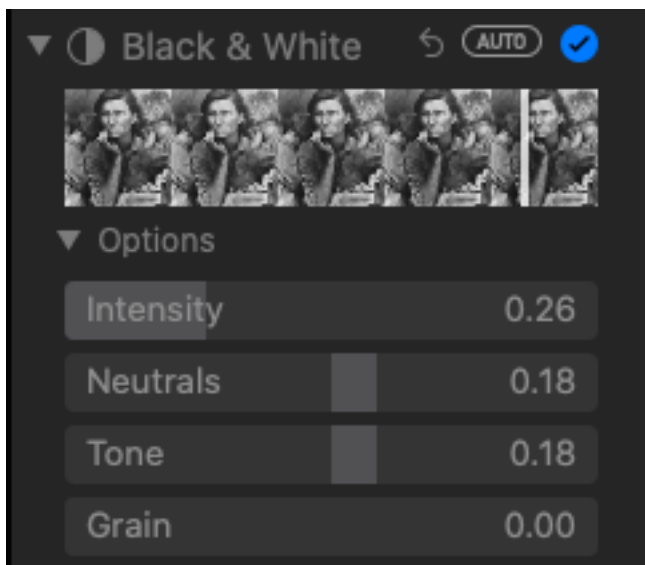 Black & White AUTO
Options
Intensity 0.26
Neutrals 0.18
Tone 0.18
Grain 0.00